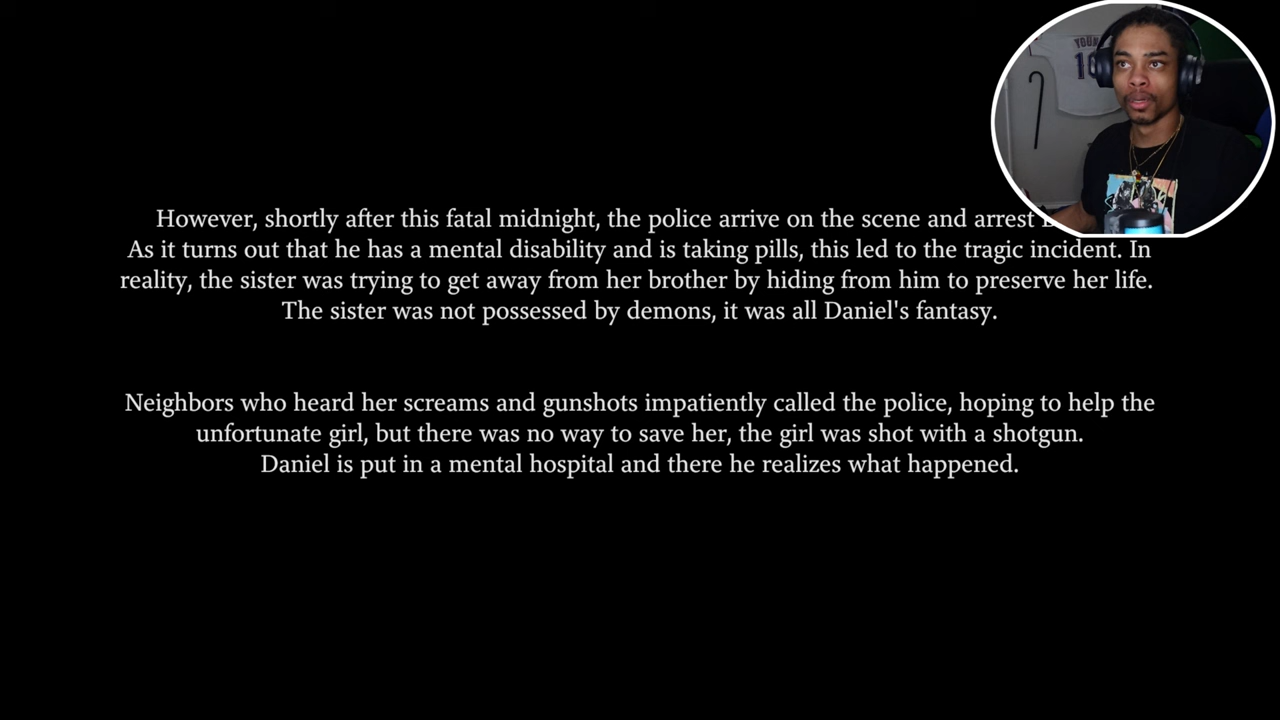 However, shortly after this fatal midnight, the police arrive on the scene and arrest
As it turns out that he has a mental disability and is taking pills, this led to the tragic incident. In
reality, the sister was trying to get away from her brother by hiding from him to preserve her life.
The sister was not possessed by demons, it was all Daniel's fantasy.
Neighbors who heard her screams and gunshots impatiently called the police, hoping to help the
unfortunate girl, but there was no way to save her, the girl was shot with a shotgun.
Daniel is put in a mental hospital and there he realizes what happened.